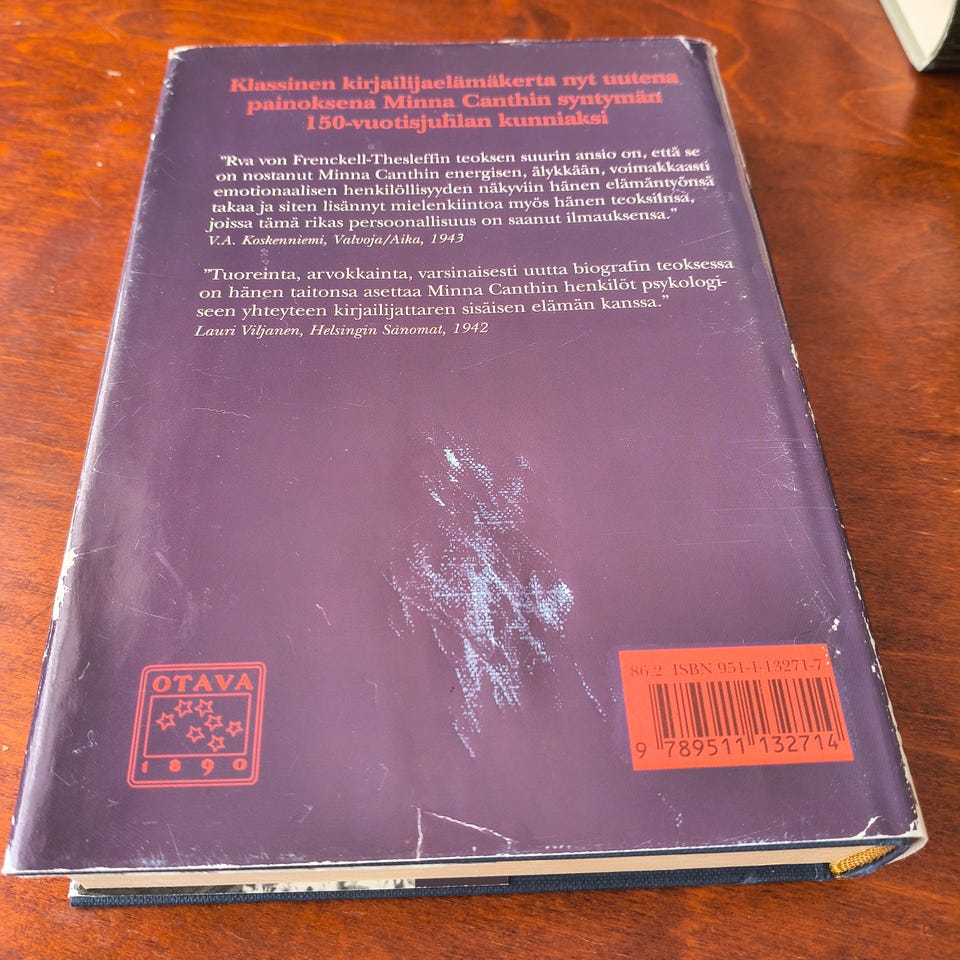 Klassinen kirjailijaelämäkerta nyt uutena
painoksena Minna Canthin syntymän
150-vuotisjuhlan kunniaksi
"Rva von Frenckell-Thesleffin teoksen suurin ansio on, että se
on nostanut Minna Canthin energisen, älykkään, voimakkaasti
emotionaalisen henkilöllisyyden näkyviin hänen elämäntyönsä
takaa ja siten lisännyt mielenkiintoa myös hänen teoksiinsa,
joissa tämä rikas persoonallisuus on saanut ilmauksensa."
V.A. Koskenniemi, Valvoja/Aika, 1943
"Tuoreinta, arvokkainta, varsinaisesti uutta biografin teoksessa
on hänen taitonsa asettaa Minna Canthin henkilöt psykologi-
seen yhteyteen kirjailijattaren sisäisen elämän kanssa."
Lauri Viljanen, Helsingin Sanomat, 1942
OTAVA
1890
86.2 ISBN 951-1-13271-7
9 789511 132714